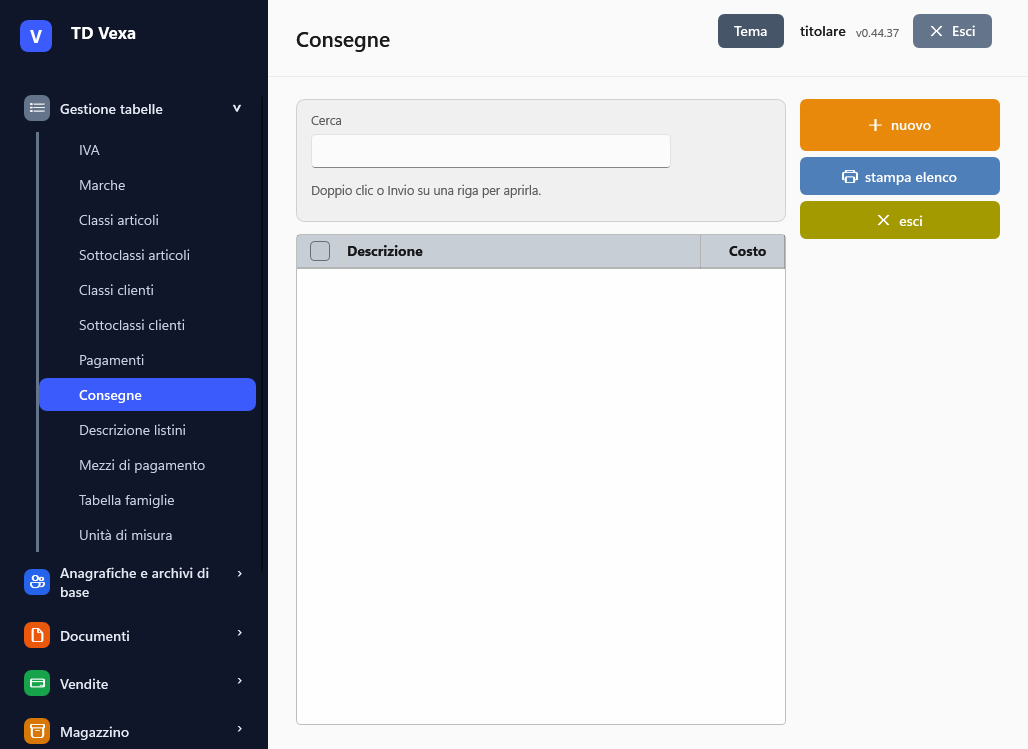 V
TD Vexa
Gestione tabelle
IVA
Marche
Classi articoli
Sottoclassi articoli
Classi clienti
Sottoclassi clienti
Pagamenti
Consegne
Descrizione listini
Mezzi di pagamento
Tabella famiglie
Unità di misura
Anagrafiche e archivi di
base
Documenti
Vendite
Magazzino
Consegne
Tema
titolare
v0.44.37
Esci
Cerca
Doppio clic o Invio su una riga per aprirla.
Descrizione
Costo
nuovo
stampa elenco
esci